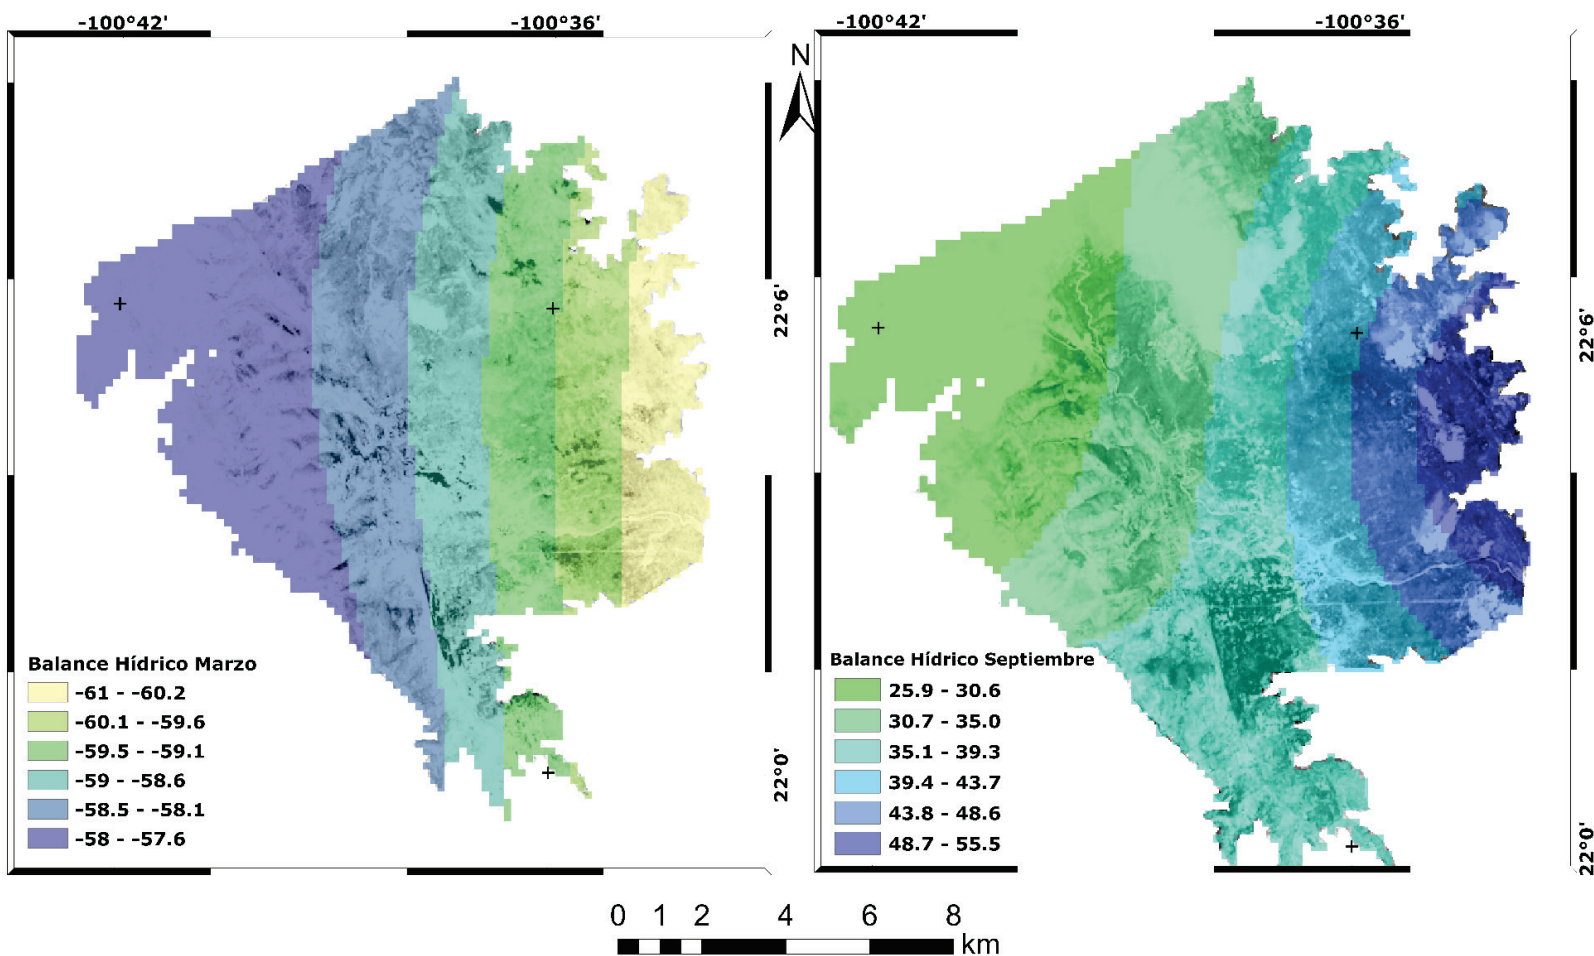 -100°42'
-100°36'
-100°42'
-100°36'
N
22°6'
22°6'
22°0'
22°0'
Balance Hídrico Marzo
-61 - -60.2
-60.1 - -59.6
-59.5 - -59.1
-59 - -58.6
-58.5 - -58.1
-58 - -57.6
Balance Hídrico Septiembre
25.9 - 30.6
30.7 - 35.0
35.1 - 39.3
39.4 - 43.7
43.8 - 48.6
48.7 - 55.5
0 1 2 4 6 8
km